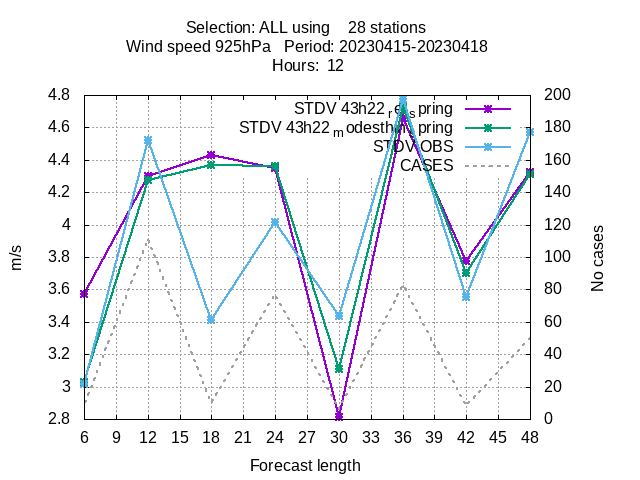 Selection: ALL using 28 stations
Wind speed 925hPa Period: 20230415-20230418
Hours: 12
4.8
4.6
4.4
4.2
4
3.8
3.6
3.4
3.2
3
2.8
m/s
STDV 43h22
STDV 43h22
STDV OBS
CASES
200
180
160
140
120
100
80
60
40
20
0
No cases
6 9 12 15 18 21 24 27 30 33 36 39 42 45 48
Forecast length